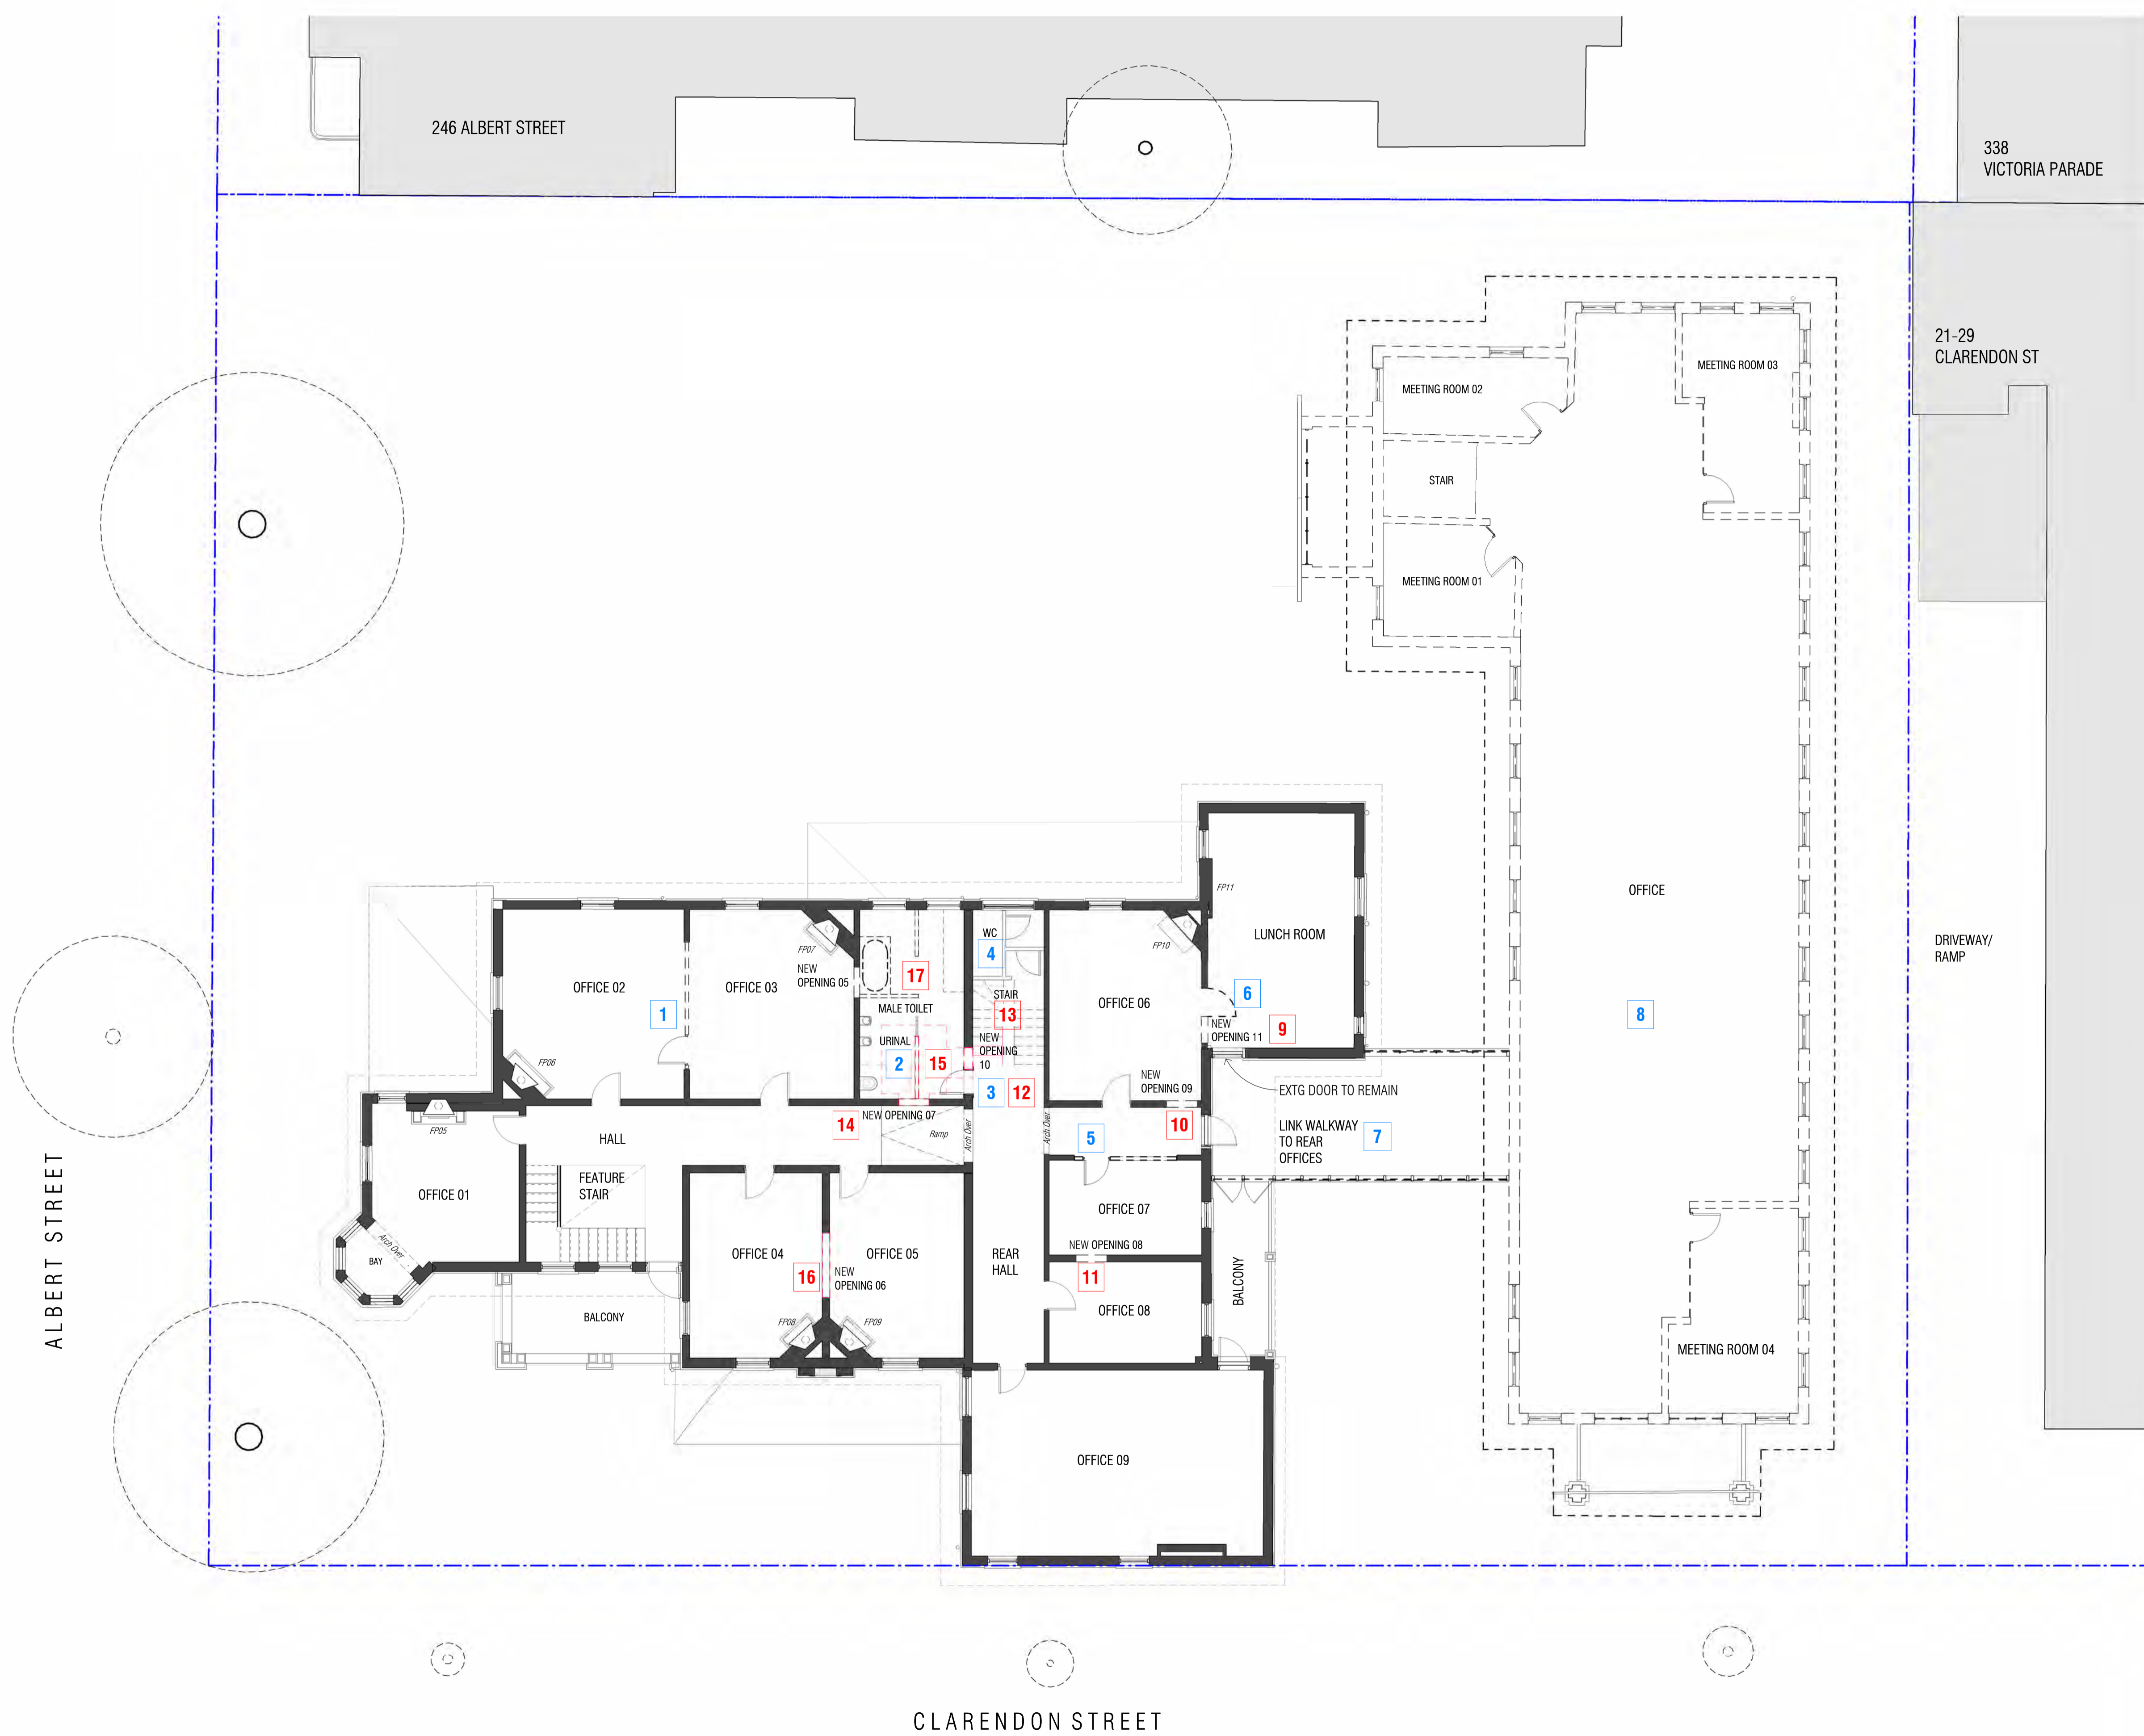 246 ALBERT STREET
338
VICTORIA PARADE
21-29
CLARENDON ST
MEETING ROOM 03
MEETING ROOM 02
STAIR
MEETING ROOM 01
OFFICE
8
DRIVEWAY/
RAMP
FP11
LUNCH ROOM
6
NEW
OPENING 11
9
WC
4
STAIR
13
NEW
OPENING
10
3
12
FP10
OFFICE 06
NEW
OPENING 09
EXTG DOOR TO REMAIN
OFFICE 02
1
OFFICE 03
FP07
NEW
OPENING 05
17
MALE TOILET
URINAL
2
15
FP06
FP05
HALL
14
NEW OPENING 07
Ramp
Arch Over
Arch Over
5
10
LINK WALKWAY
TO REAR
OFFICES
7
OFFICE 01
FEATURE
STAIR
Arch Over
BAY
BALCONY
OFFICE 04
16
OFFICE 05
NEW
OPENING 06
FP08
FP09
REAR
HALL
OFFICE 07
NEW OPENING 08
11
OFFICE 08
BALCONY
MEETING ROOM 04
OFFICE 09
ALBERT STREET
CLARENDON STREET